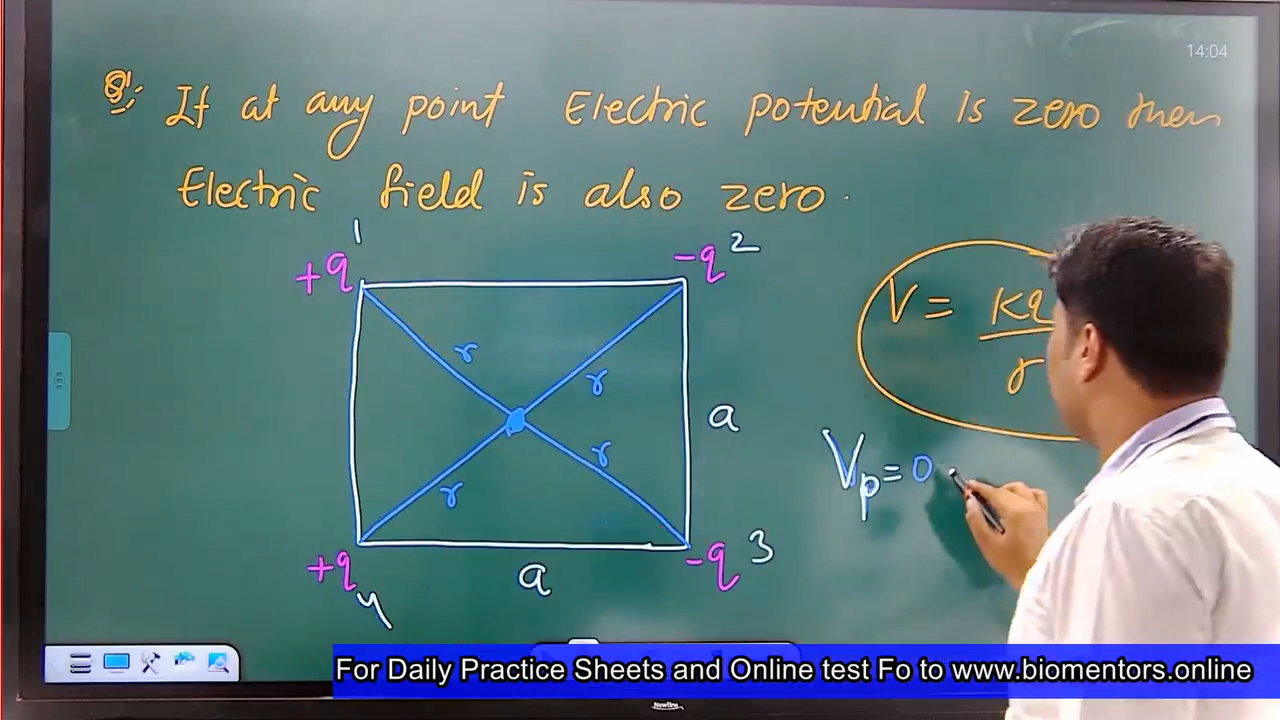 14:04
Q: If at any point Electric potential is zero then
Electric field is also zero.
1
+q
-q 2
r
r
V = Kq
r
a
r
Vp=0
r
+q
4
a
-q 3
For Daily Practice Sheets and Online test Fo to www.biomentors.online
Newline